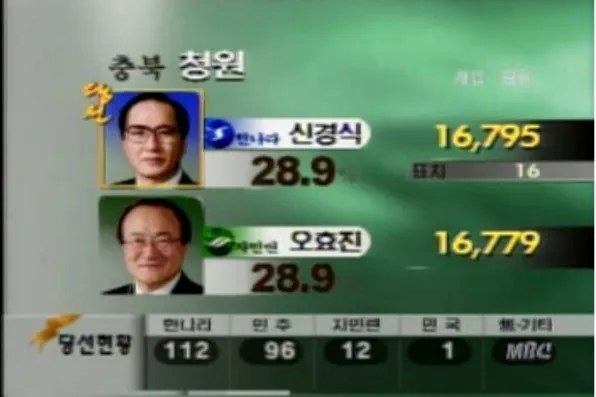 충북 청원
당선
한나라 신경식 16,795
28.9%
표차 16
자민련 오효진 16,779
28.9
한나라 민주 자민련 민국 無·기타
당선현황 112 96 12 1 MBC